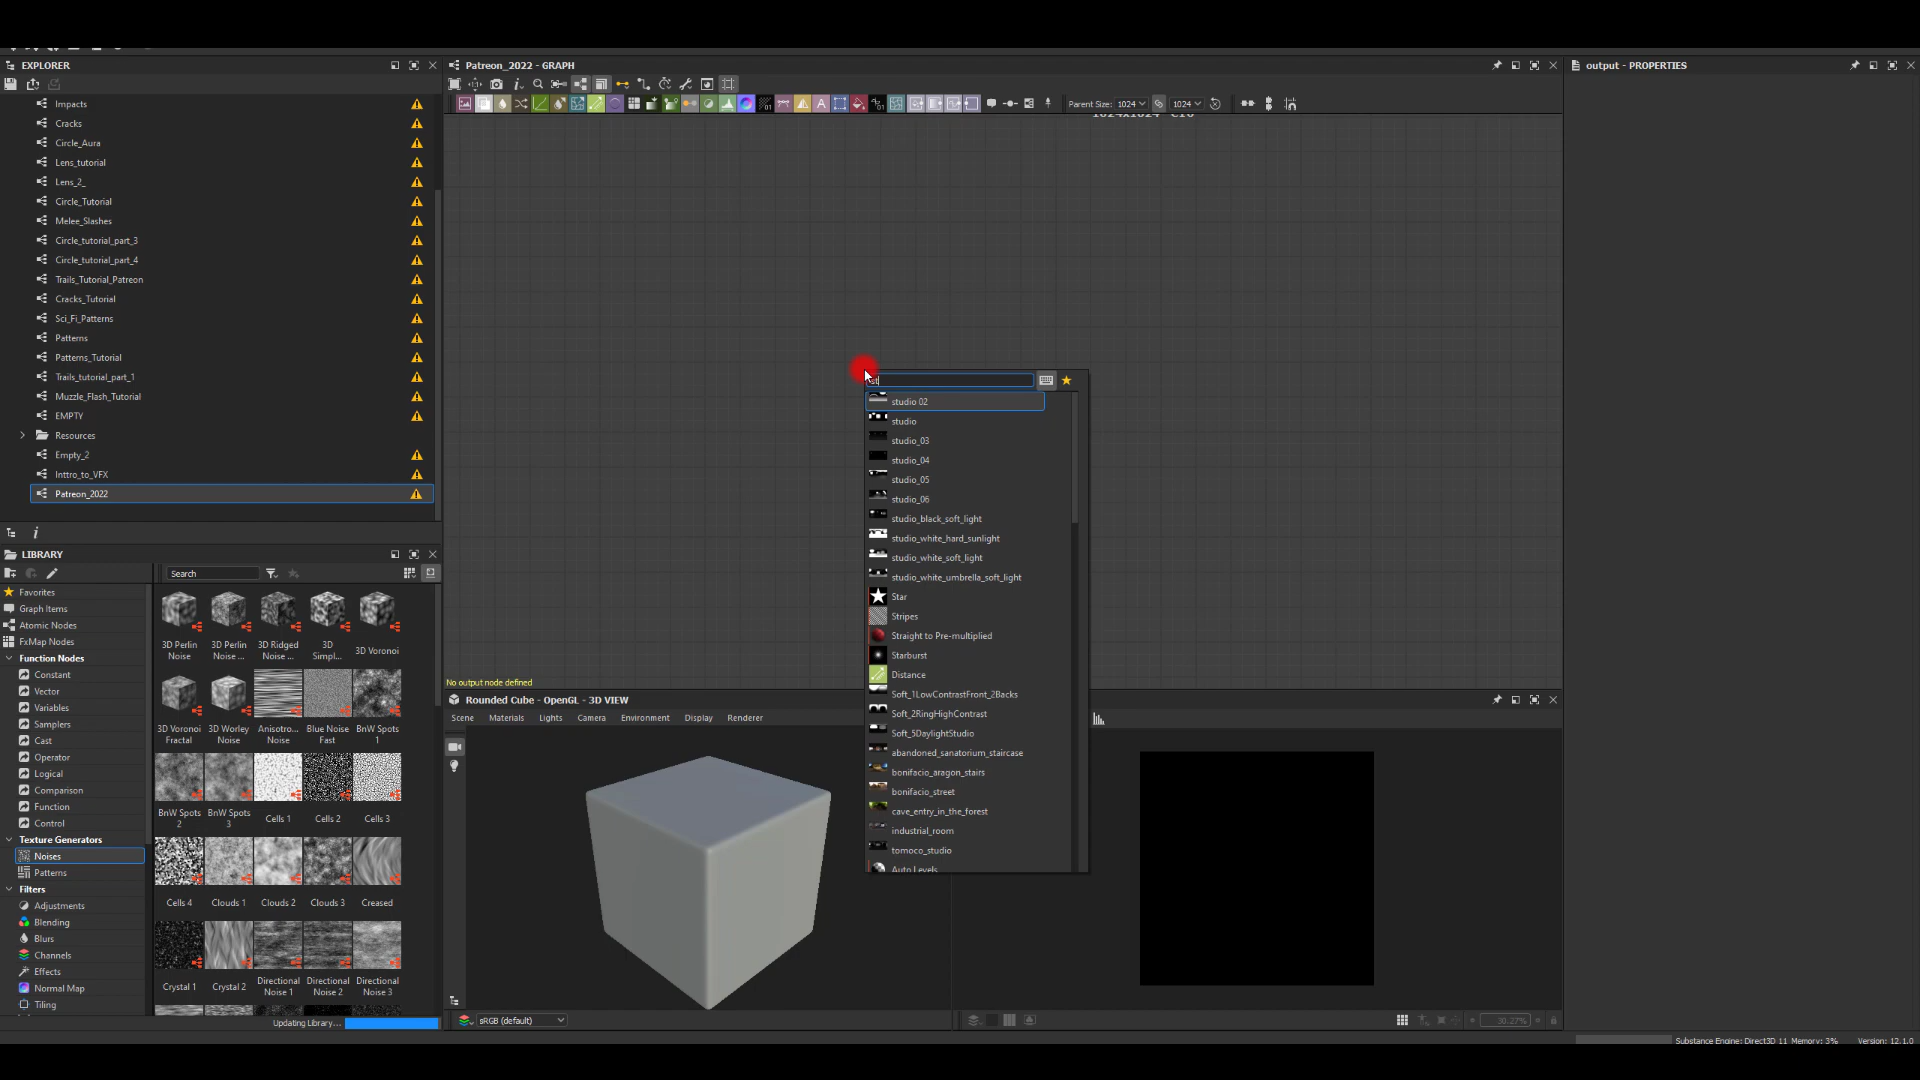 EXPLORER
Impacts
Cracks
Circle_Aura
Lens_tutorial
Lens_2_
Circle_Tutorial
Melee_Slashes
Circle_tutorial_part_3
Circle_tutorial_part_4
Trails_Tutorial_Patreon
Cracks_Tutorial
Sci_Fi_Patterns
Patterns
Patterns_Tutorial
Trails_tutorial_part_1
Muzzle_Flash_Tutorial
EMPTY
Resources
Empty_2
Inttro_to_VFX
Patreon_2022
LIBRARY
Search
Favorites
Graph Items
Atomic Nodes
FxMap Nodes
Function Nodes
Constant
Vector
Variables
Samplers
Cast
Operator
Logical
Comparison
Function
Control
Texture Generators
Noises
Patterns
Filters
Adjustments
Blending
Blurs
Channels
Effects
Normal Map
Tiling
3D Perlin Noise
3D Perlin Noise ...
3D Ridged Noise ...
3D Simpl...
3D Voronoi
3D Voronoi Fractal
3D Worley Noise
Anisotro... Noise
Blue Noise Fast
BnW Spots 1
BnW Spots 2
BnW Spots 3
Cells 1
Cells 2
Cells 3
Cells 4
Clouds 1
Clouds 2
Clouds 3
Creased
Crystal 1
Crystal 2
Directional Noise 1
Directional Noise 2
Directional Noise 3
Updating Library...
Patreon_2022 - GRAPH
Parent Size: 1024 1024
1024x1024 C16
st
studio 02
studio
studio_03
studio_04
studio_05
studio_06
studio_black_soft_light
studio_white_hard_sunlight
studio_white_soft_light
studio_white_umbrella_soft_light
Star
Stripes
Straight to Pre-multiplied
Starburst
Distance
Soft_1LowContrastFront_2Backs
Soft_2RingHighContrast
Soft_5DaylightStudio
abandoned_sanatorium_staircase
bonifacio_aragon_stairs
bonifacio_street
cave_entry_in_the_forest
industrial_room
tomoco_studio
Auto Levels
No output node defined
Rounded Cube - OpenGL - 3D VIEW
Scene Materials Lights Camera Environment Display Renderer
sRGB (default)
30.27%
output - PROPERTIES
Substance Engine: Direct3D 11 Memory: 3% Version: 12.1.0